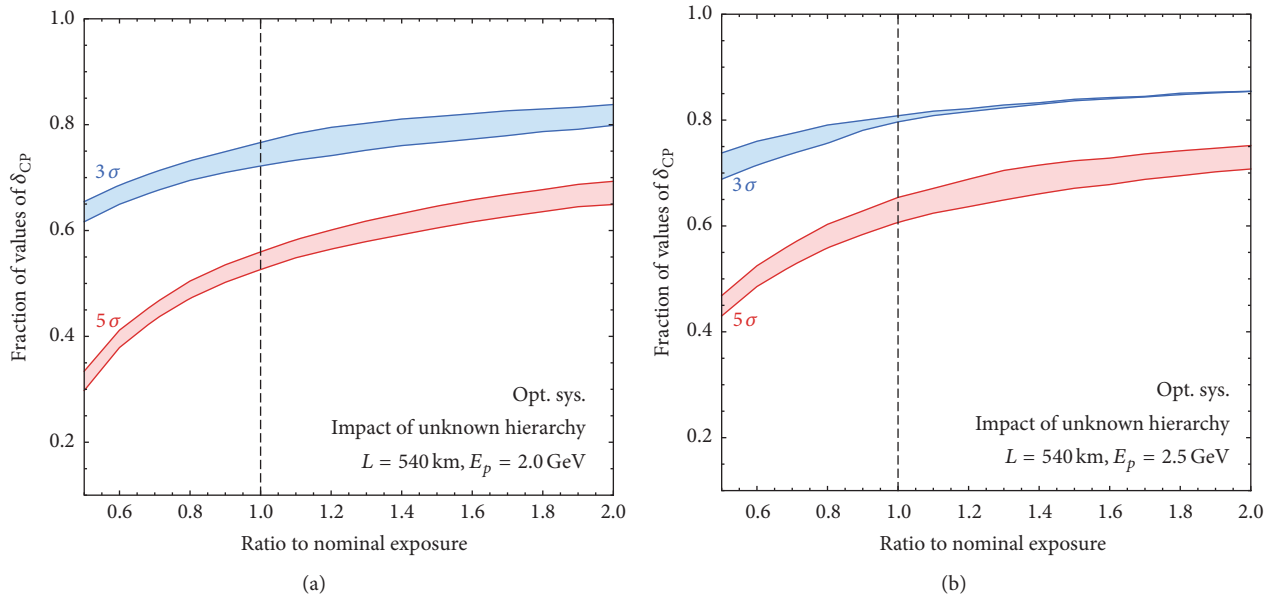 1.0
0.8
0.6
0.4
0.2
Fraction of values of δCP
3σ
5σ
Opt. sys.
Impact of unknown hierarchy
L = 540 km, Ep = 2.0 GeV
0.6 0.8 1.0 1.2 1.4 1.6 1.8 2.0
Ratio to nominal exposure
(a)
1.0
0.8
0.6
0.4
0.2
Fraction of values of δCP
3σ
5σ
Opt. sys.
Impact of unknown hierarchy
L = 540 km, Ep = 2.5 GeV
0.6 0.8 1.0 1.2 1.4 1.6 1.8 2.0
Ratio to nominal exposure
(b)